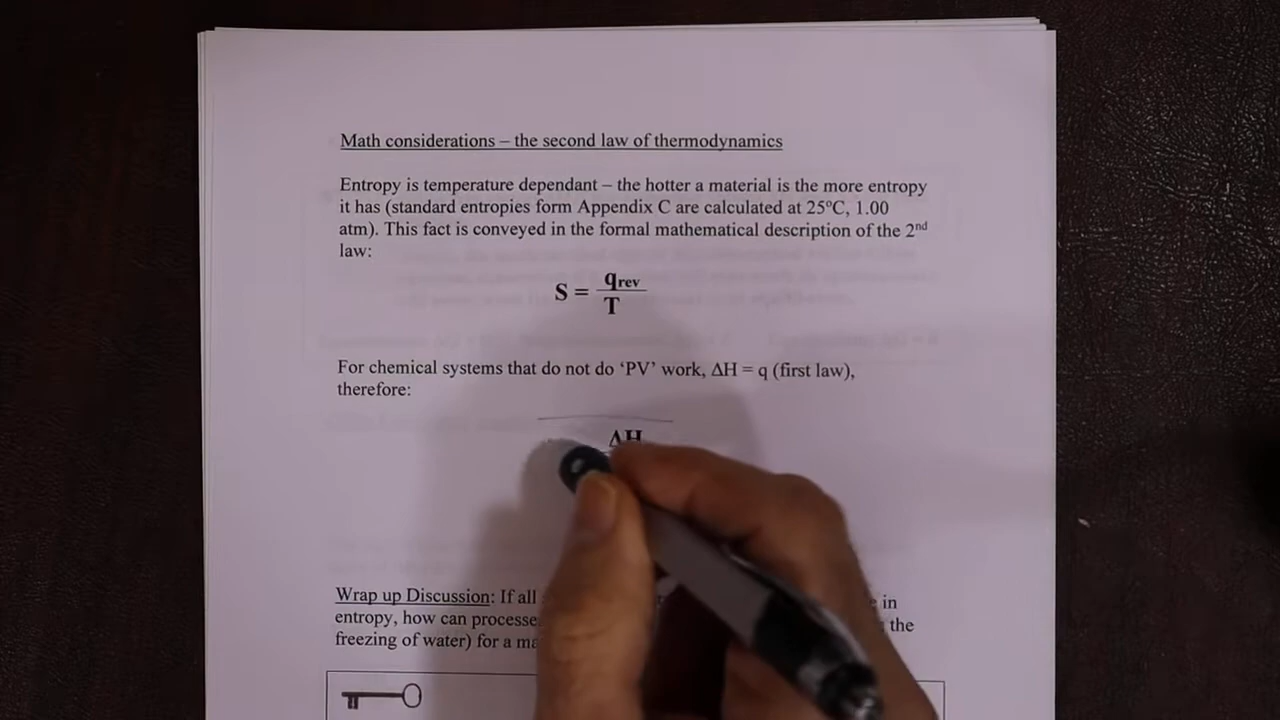 Math considerations – the second law of thermodynamics
Entropy is temperature dependant – the hotter a material is the more entropy
it has (standard entropies form Appendix C are calculated at 25ºC, 1.00
atm). This fact is conveyed in the formal mathematical description of the 2nd
law:
S = qrev
T
For chemical systems that do not do ‘PV’ work, ΔH = q (first law),
therefore:
ΔH
Wrap up Discussion: If all in
entropy, how can the
freezing of water) for a